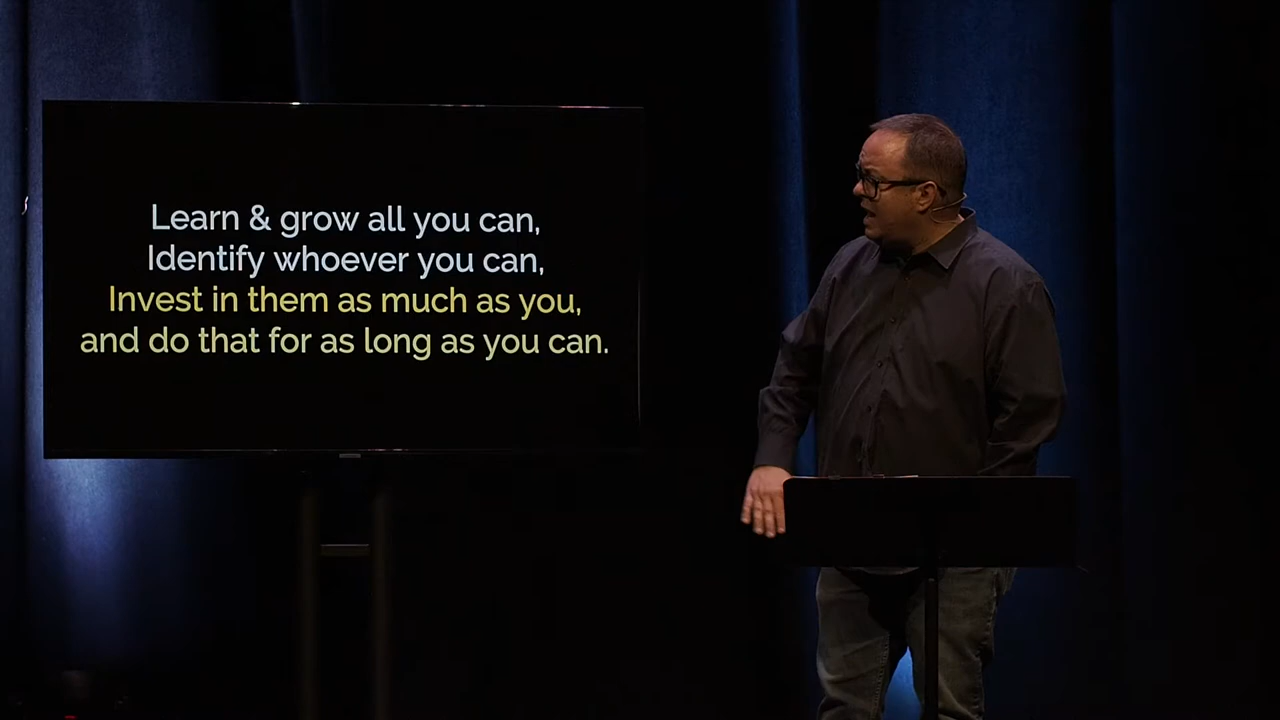 Learn & grow all you can,
Identify whoever you can,
Invest in them as much as you,
and do that for as long as you can.